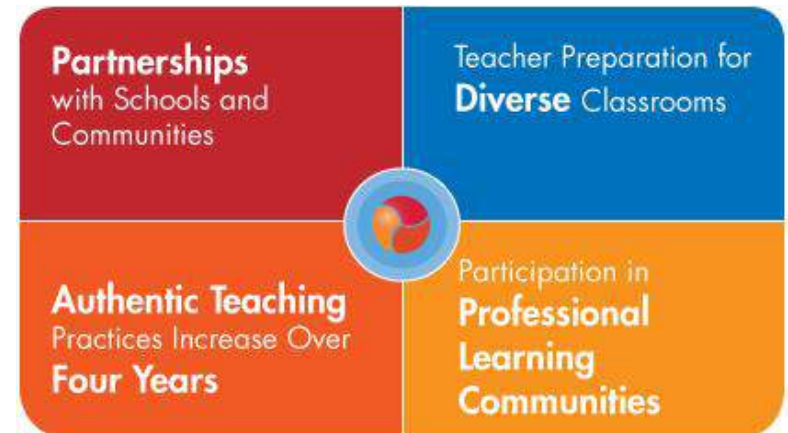 Partnerships
with Schools and
Communities
Teacher Preparation for
Diverse Classrooms
Authentic Teaching
Practices Increase Over
Four Years
Participation in
Professional
Learning
Communities